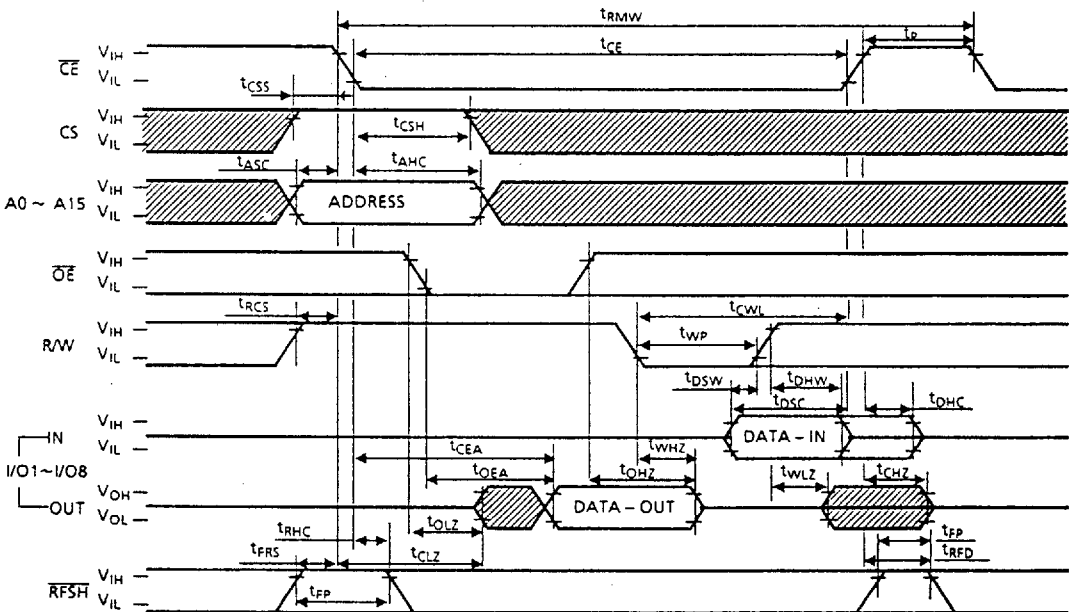 tRMW
tP
CE VIH
VIL
tCE
tCSS
CS VIH
VIL
tCSH
tASC
tAHC
A0 ~ A15 VIH
VIL
ADDRESS
OE VIH
VIL
tRCS
tCWL
R/W VIH
VIL
tWP
tDSW
tDHW
tDSC
tDHC
IN VIH
VIL
DATA – IN
I/O1~I/O8
tCEA
tWHZ
tOEA
tOHZ
tWLZ
tCHZ
OUT VOH
VOL
DATA – OUT
tOLZ
tRHC
tFP
tFRS
tCLZ
tRFD
RFSH VIH
VIL
tFP